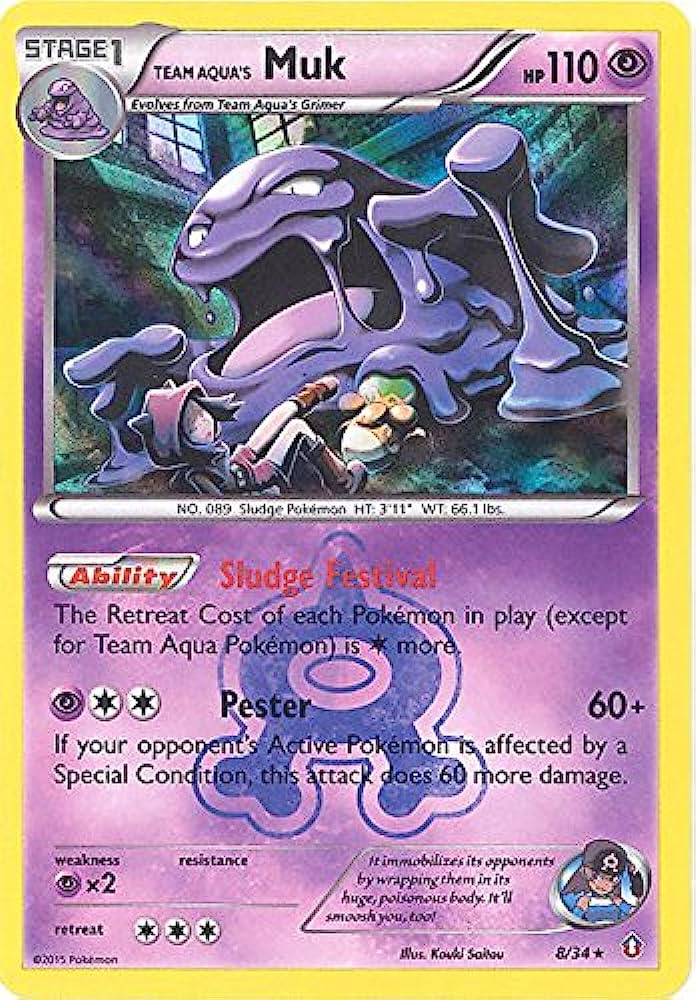 STAGE1
TEAM AQUA'S Muk HP110
Evolves from Team Aqua's Grimer
NO. 089 Sludge Pokémon HT: 3'11" WT: 66.1 lbs.
Ability Sludge Festival
The Retreat Cost of each Pokémon in play (except
for Team Aqua Pokémon) is more.
Pester 60+
If your opponent's Active Pokémon is affected by a
Special Condition, this attack does 60 more damage.
weakness resistance
×2
retreat
It immobilizes its opponents
by wrapping them in its
huge, poisonous body. It'll
smoosh you, too!
Illus. Kouki Saitou 8/34★
©2015 Pokémon